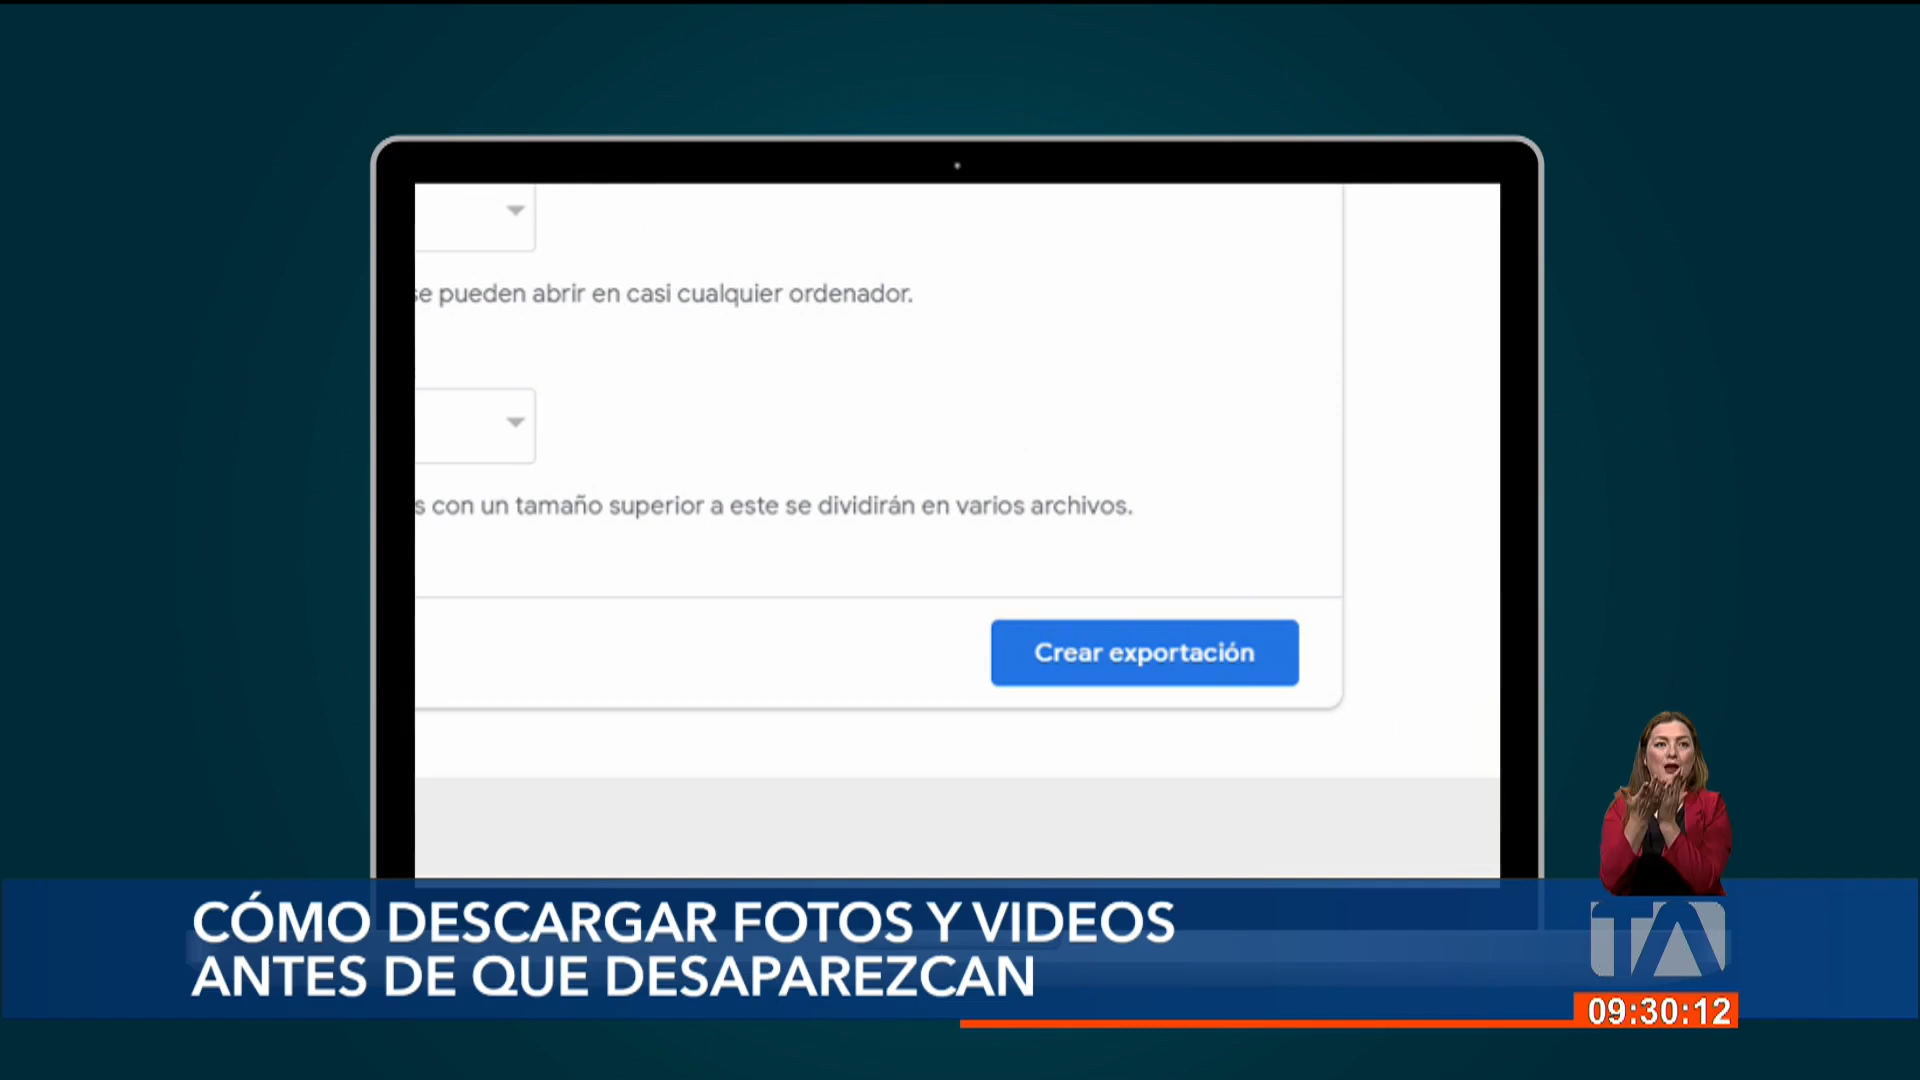 se pueden abrir en casi cualquier ordenador.
s con un tamaño superior a este se dividirán en varios archivos.
Crear exportación
CÓMO DESCARGAR FOTOS Y VIDEOS
ANTES DE QUE DESAPAREZCAN
TA
09:30:12